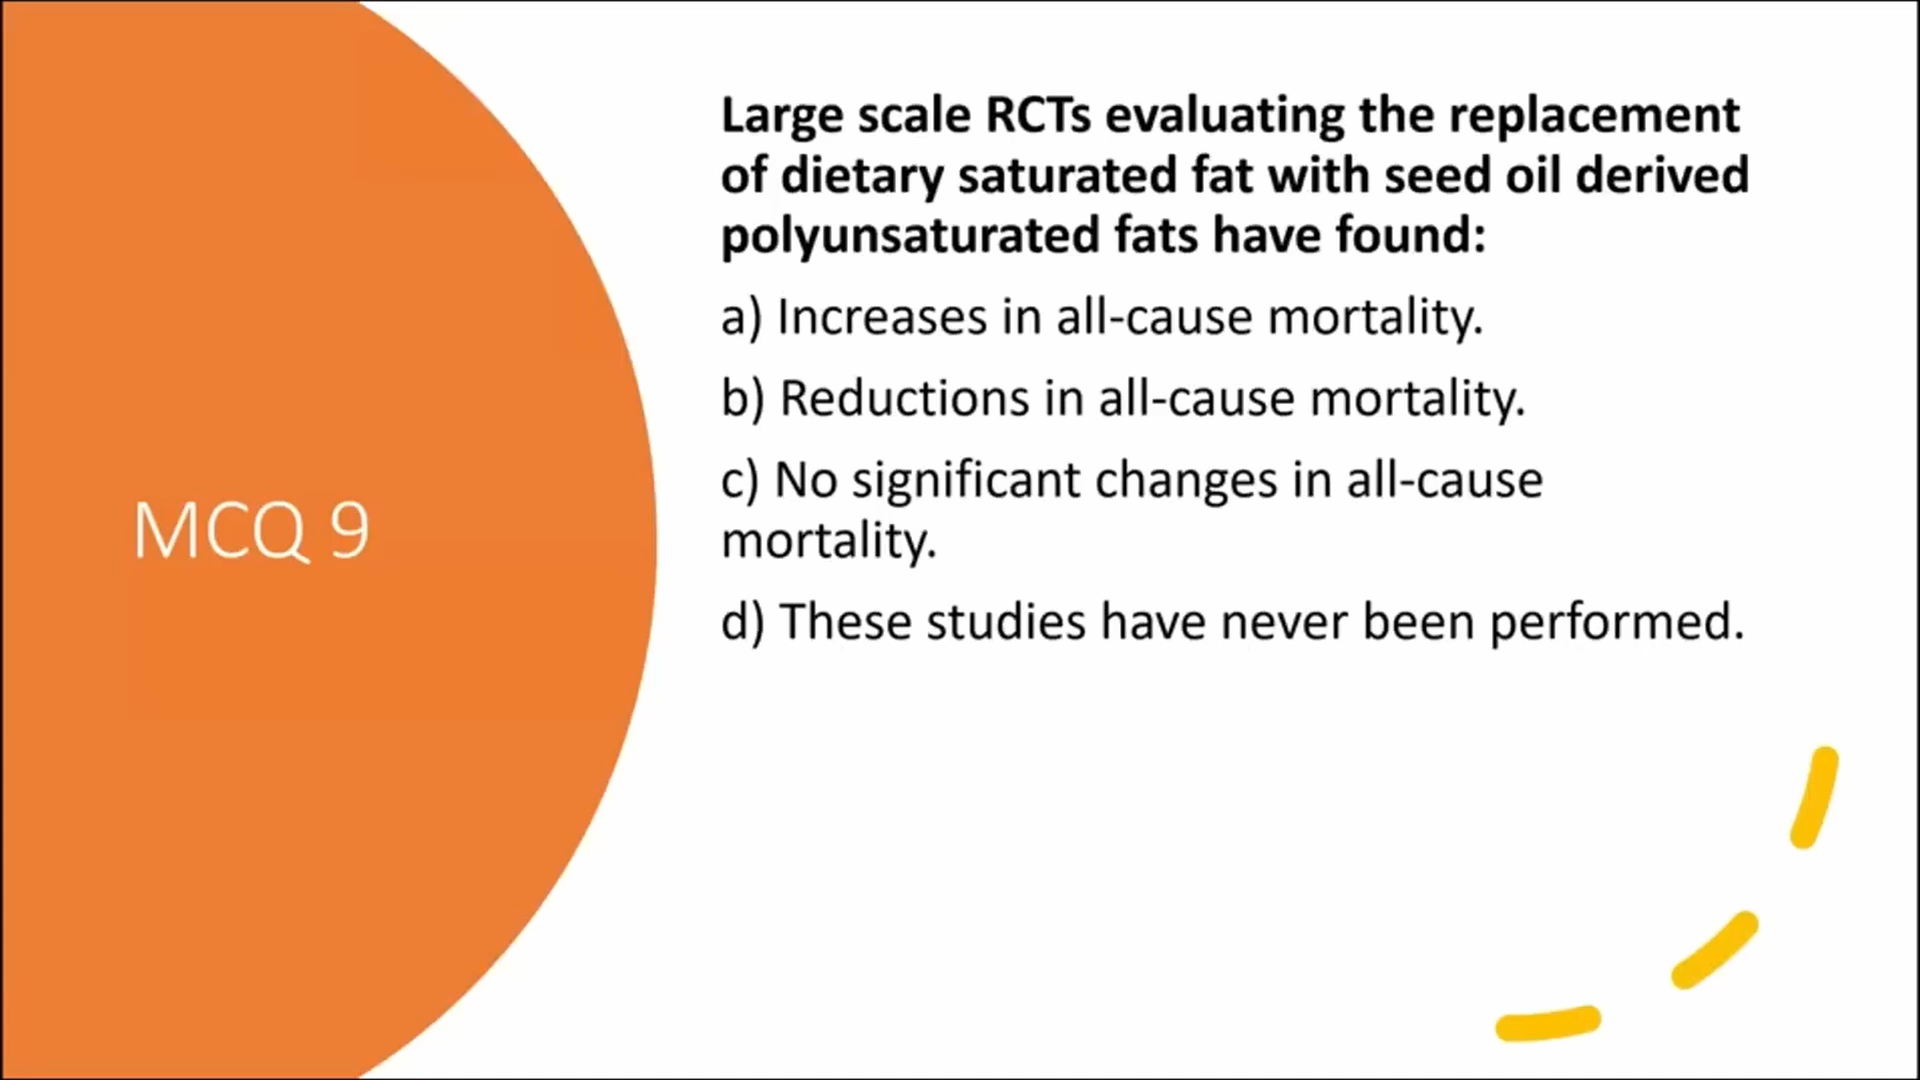 MCQ 9
Large scale RCTs evaluating the replacement
of dietary saturated fat with seed oil derived
polyunsaturated fats have found:
a) Increases in all-cause mortality.
b) Reductions in all-cause mortality.
c) No significant changes in all-cause
mortality.
d) These studies have never been performed.